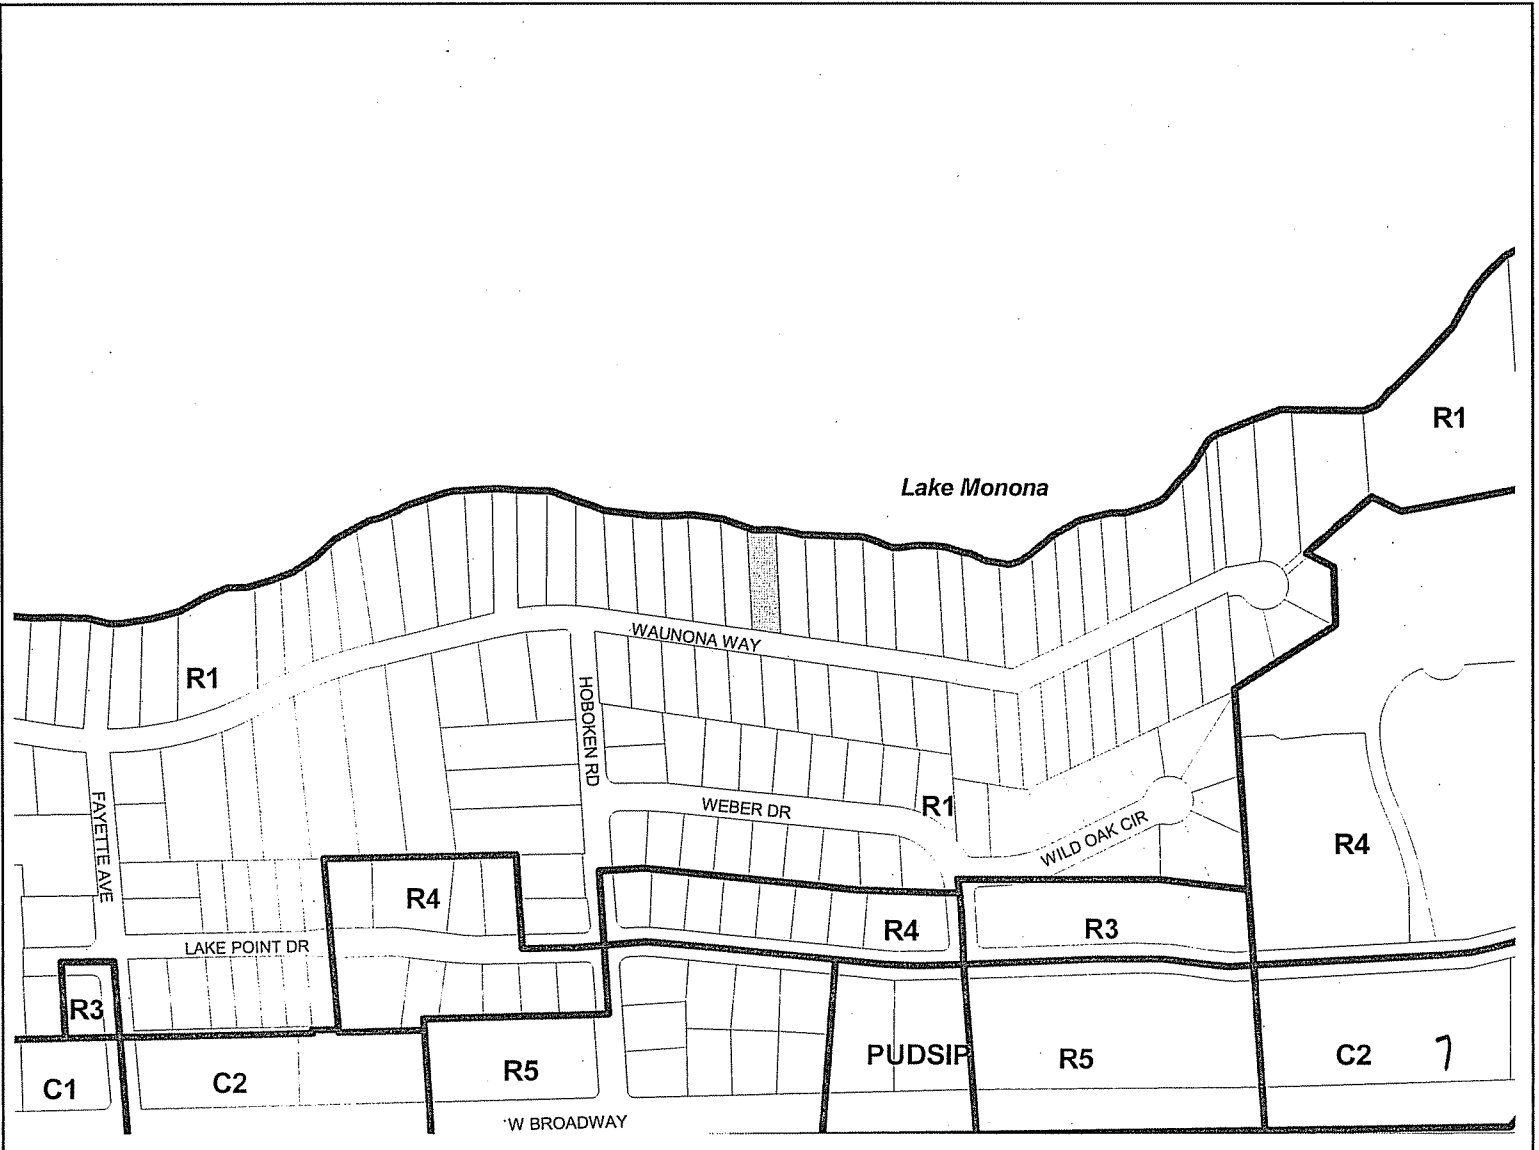 R1
Lake Monona
WAUNONA WAY
R1
HOBOKEN RD
FAYETTE AVE
WEBER DR
R1
WILD OAK CIR
R4
R4
R4
R3
LAKE POINT DR
R3
PUDSIP
R5
C2
7
R5
C2
C1
W BROADWAY